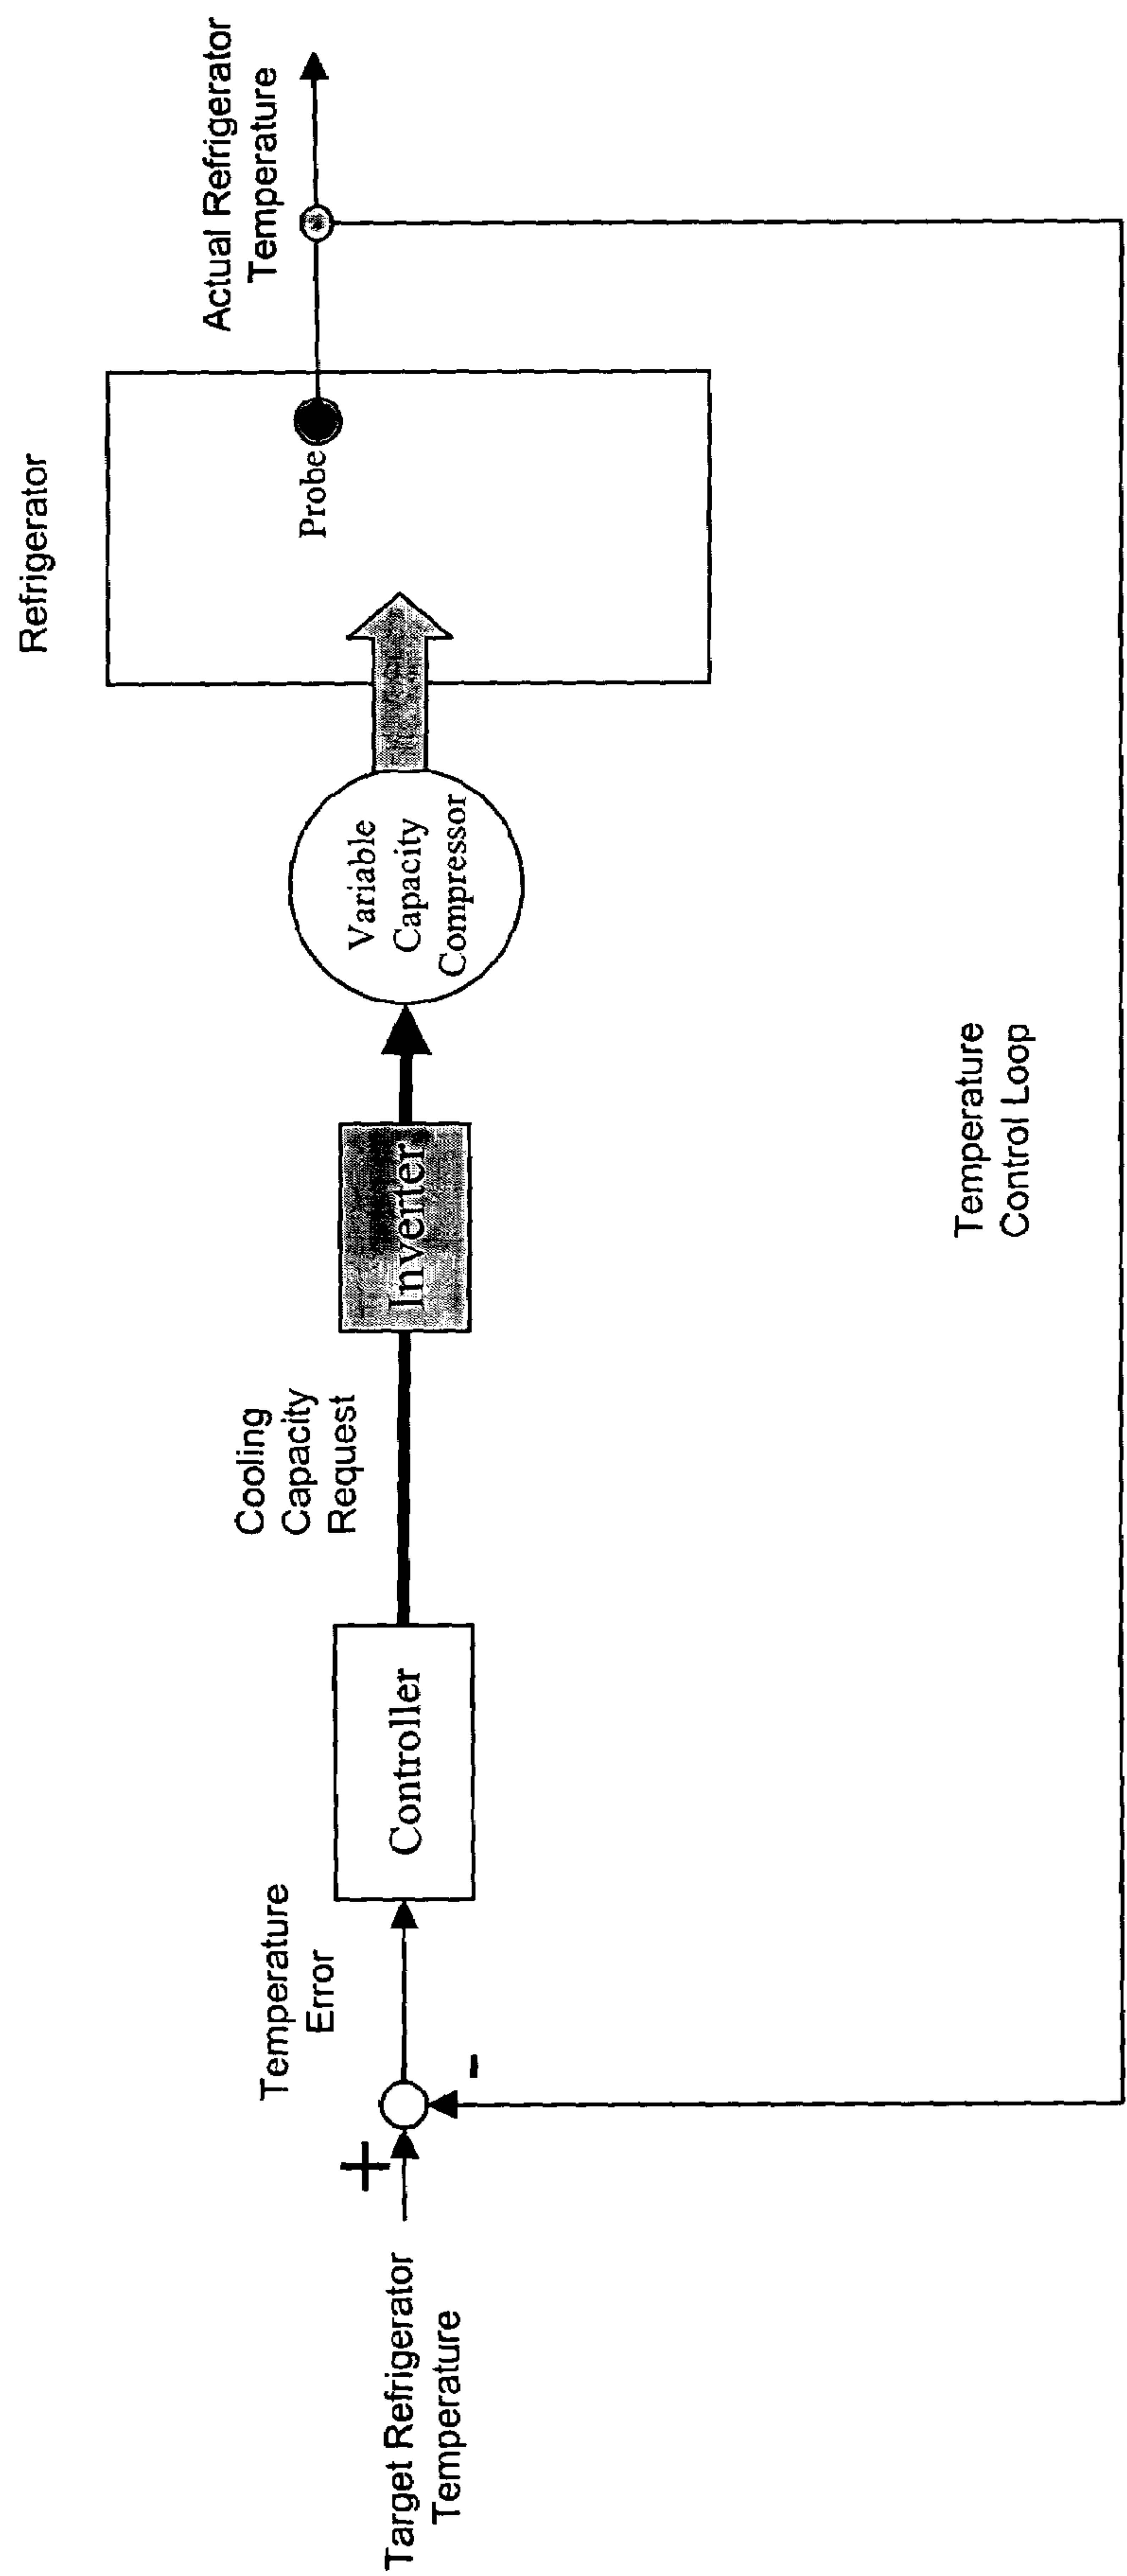 Target Refrigerator
Temperature
+
-
Temperature
Error
Controller
Cooling
Capacity
Request
Inverter
Variable
Capacity
Compressor
Refrigerator
Probe
Actual Refrigerator
Temperature
Temperature
Control Loop